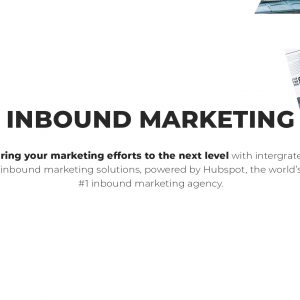 INBOUND MARKETING
ring your marketing efforts to the next level with intergrate
inbound marketing solutions, powered by Hubspot, the world's
#1 inbound marketing agency.